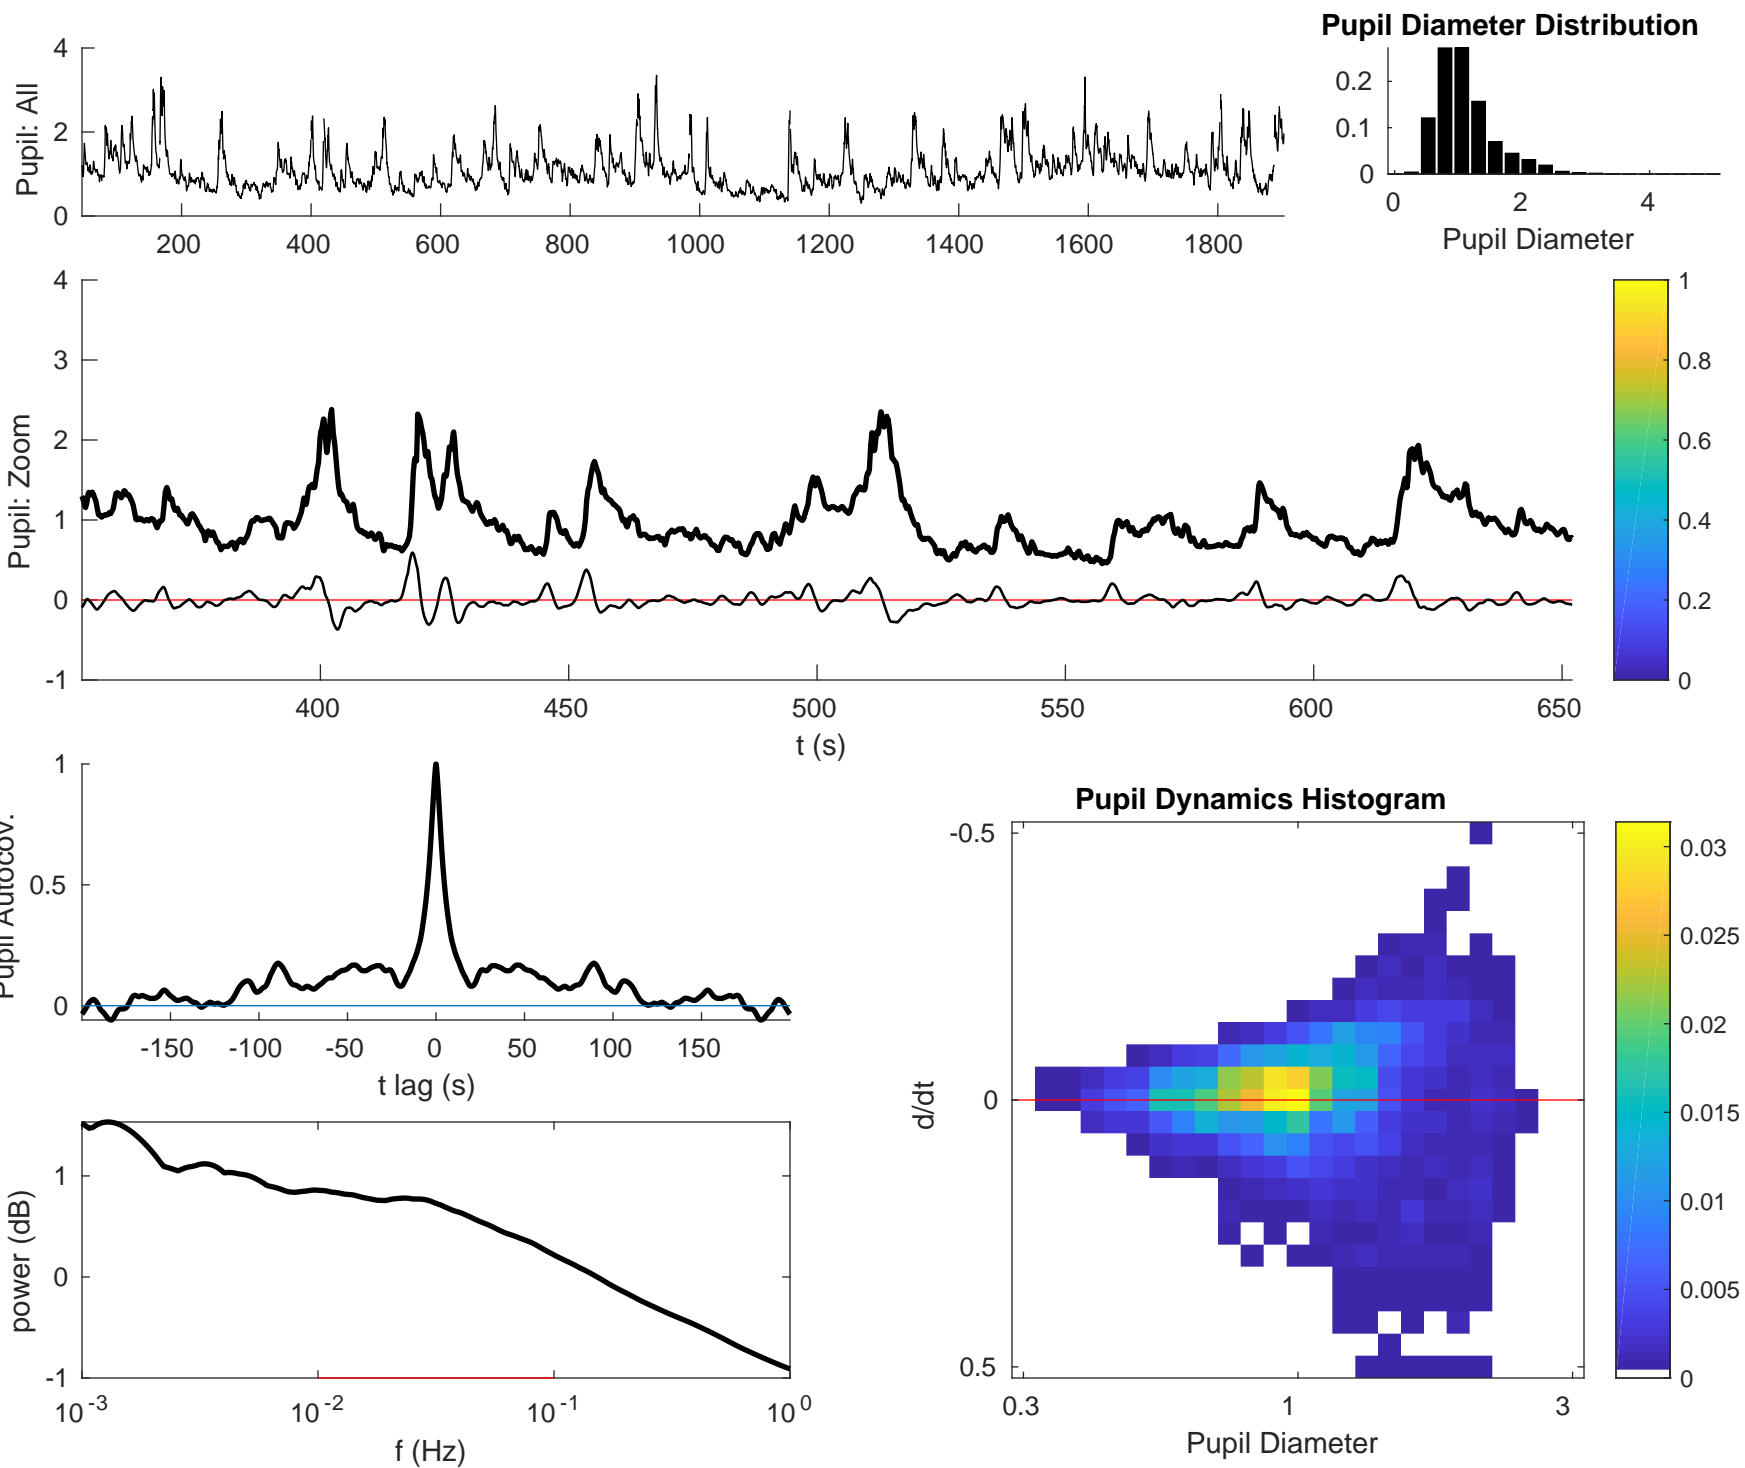 Pupil Diameter Distribution
Pupil: All
4
3
2
1
0
200 400 600 800 1000 1200 1400 1600 1800
0.2
0.1
0
0 2 4
Pupil Diameter
Pupil: Zoom
4
3
2
1
0
-1
400 450 500 550 600 650
t (s)
1
0.8
0.6
0.4
0.2
0
Pupil Autocov.
1
0.5
0
-150 -100 -50 0 50 100 150
t lag (s)
power (dB)
1
0
-1
10^-3 10^-2 10^-1 10^0
f (Hz)
Pupil Dynamics Histogram
d/dt
-0.5
0
0.5
0.3 1 3
Pupil Diameter
0.03
0.025
0.02
0.015
0.01
0.005
0